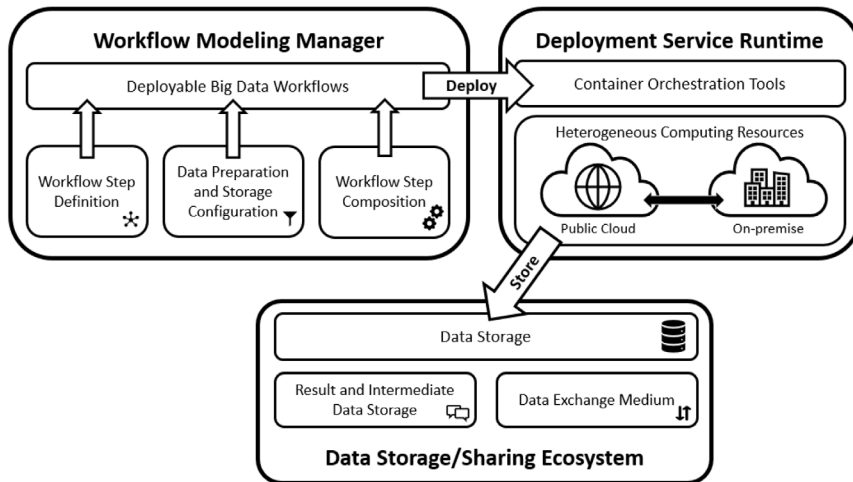 Workflow Modeling Manager
Deployable Big Data Workflows
Workflow Step
Definition
Data Preparation
and Storage
Configuration
Workflow Step
Composition
Deploy
Deployment Service Runtime
Container Orchestration Tools
Heterogeneous Computing Resources
Public Cloud
On-premise
Store
Data Storage
Result and Intermediate
Data Storage
Data Exchange Medium
Data Storage/Sharing Ecosystem